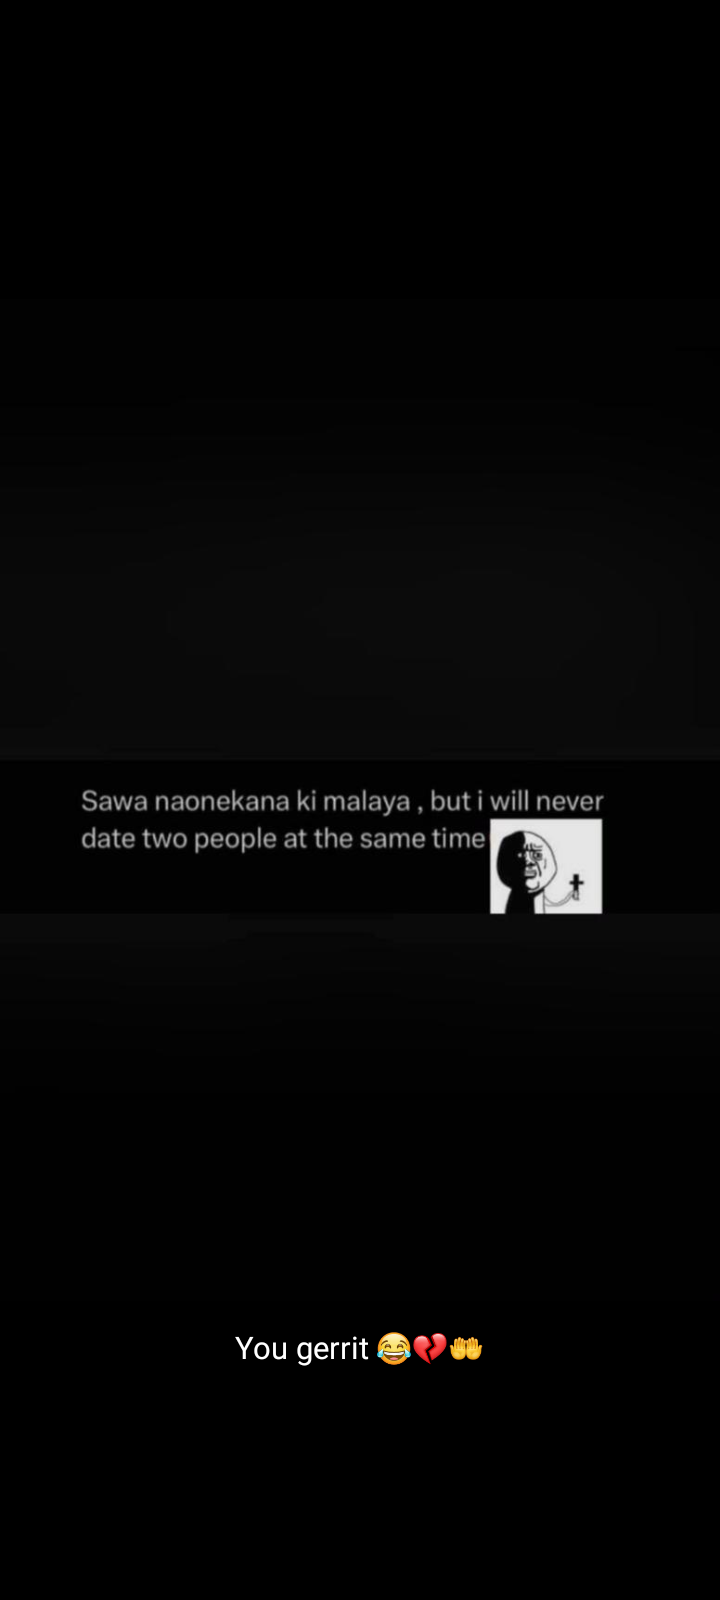 Sawa naonekana ki malaya , but i will never
date two people at the same time
You gerrit 😂💔🤲